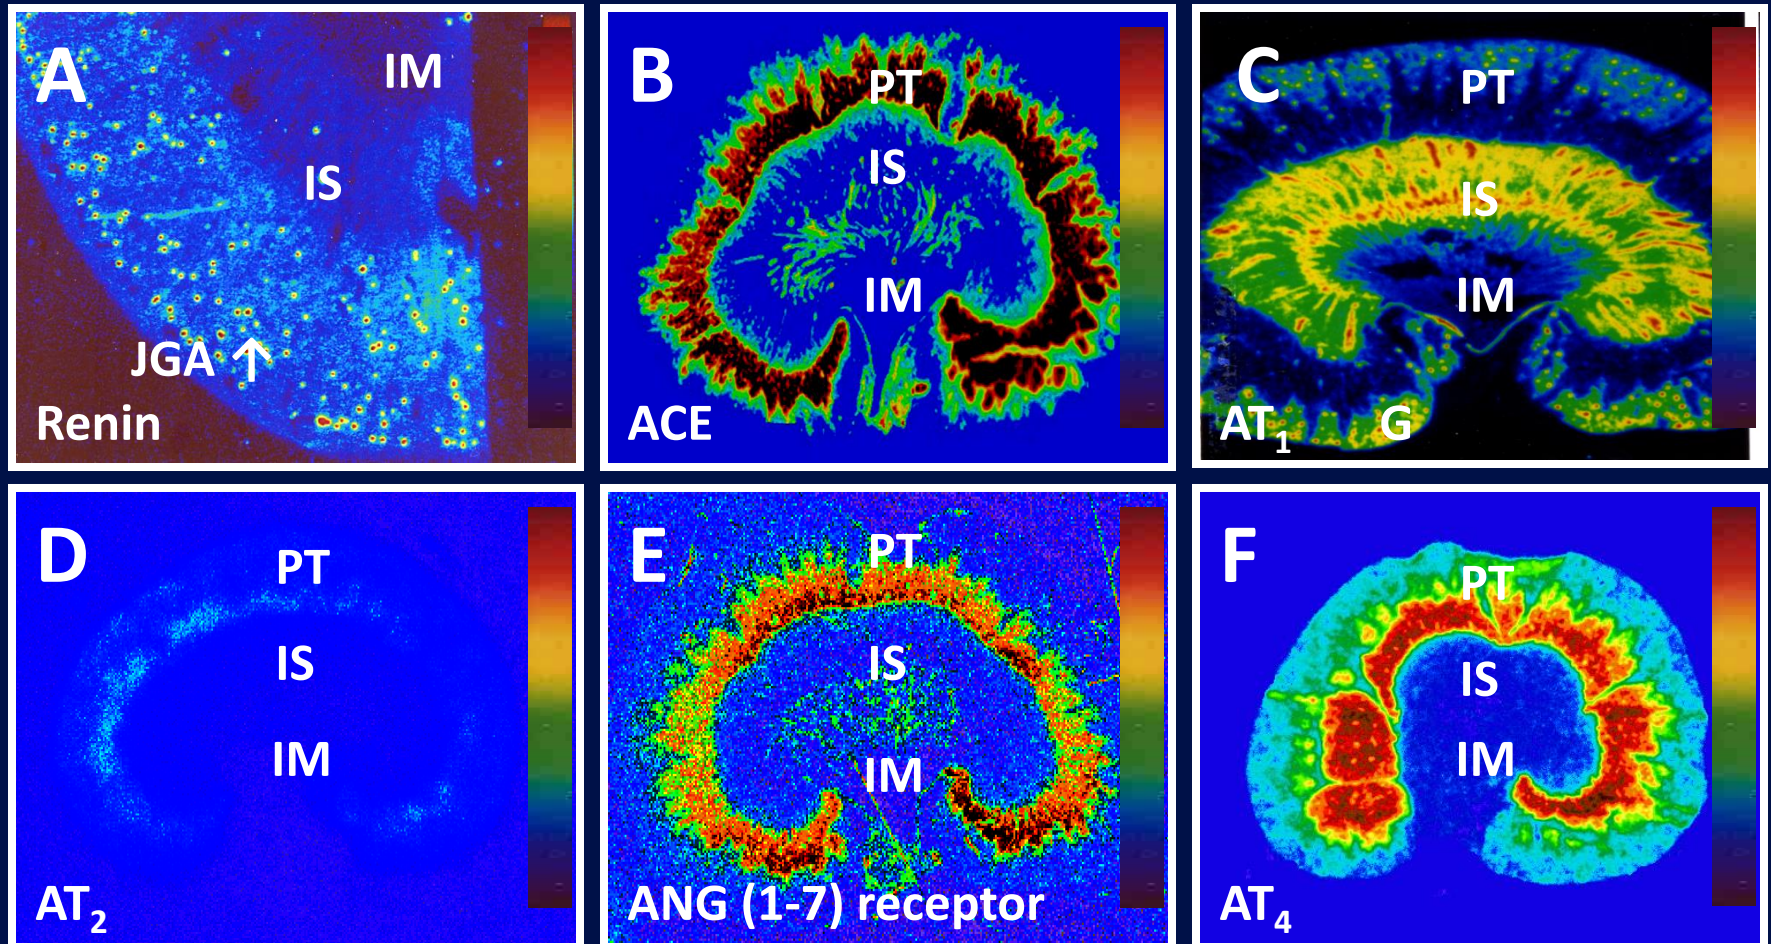 A
IM
IS
JGA ↑
Renin
B
PT
IS
IM
ACE
C
PT
IS
IM
AT₁ G
D
PT
IS
IM
AT₂
E
PT
IS
IM
ANG (1-7) receptor
F
PT
IS
IM
AT₄